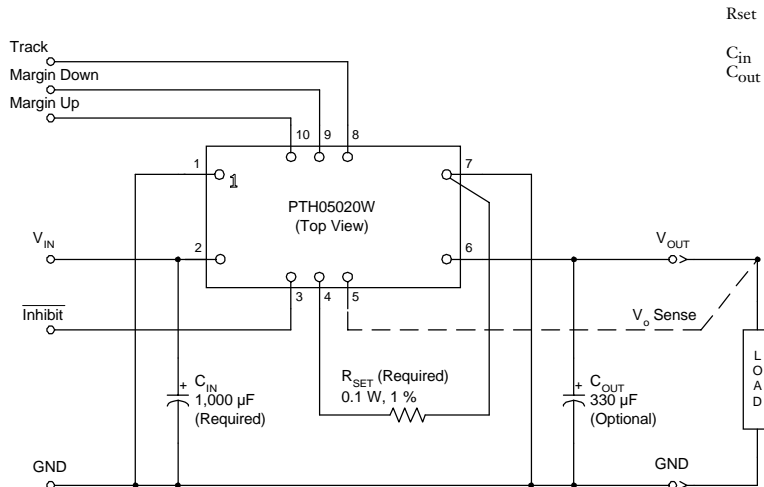 Rset
Cin
Cout
Track
Margin Down
Margin Up
10 9 8
1
1
7
PTH05020W
(Top View)
VIN
2
6
VOUT
3 4 5
Inhibit
Vo Sense
LOAD
CIN
1,000 µF
(Required)
RSET (Required)
0.1 W, 1 %
COUT
330 µF
(Optional)
GND
GND